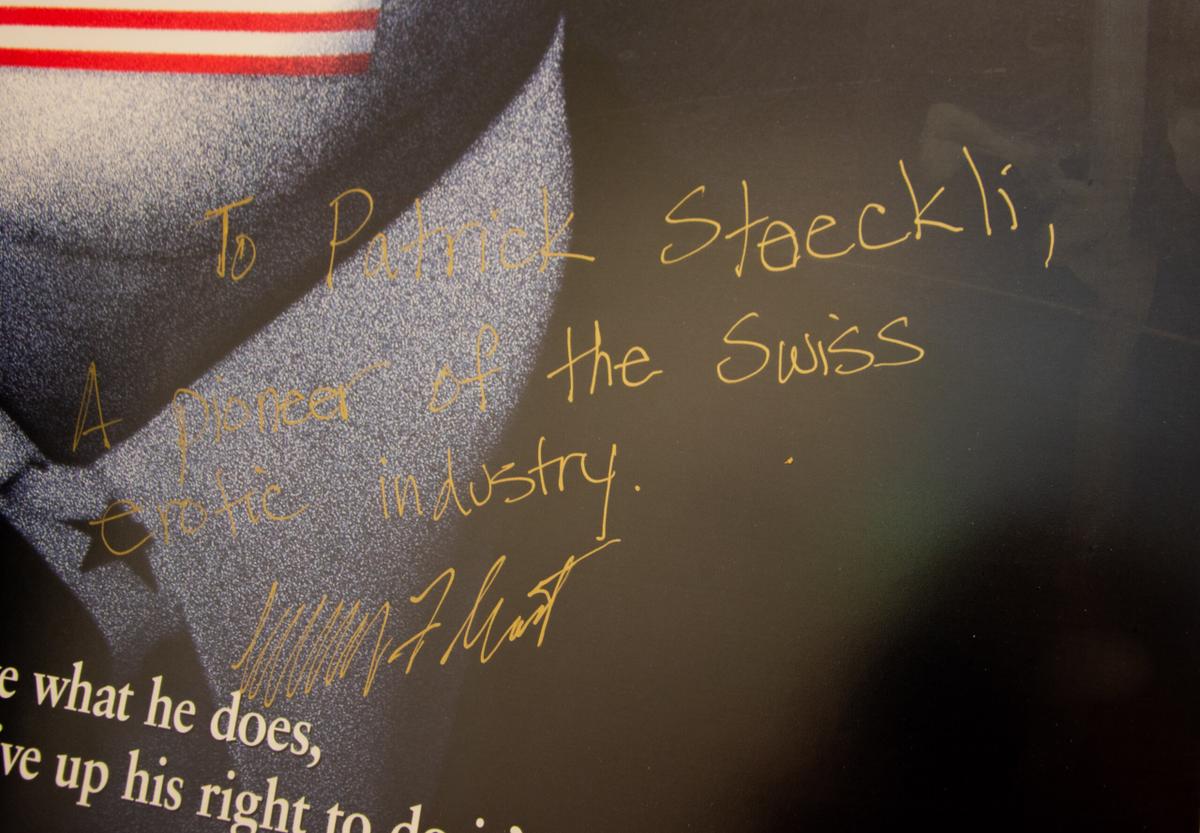 To Patrick Stoeckli,
A pioneer of the Swiss
erotic industry.
what he does,
up his right to do